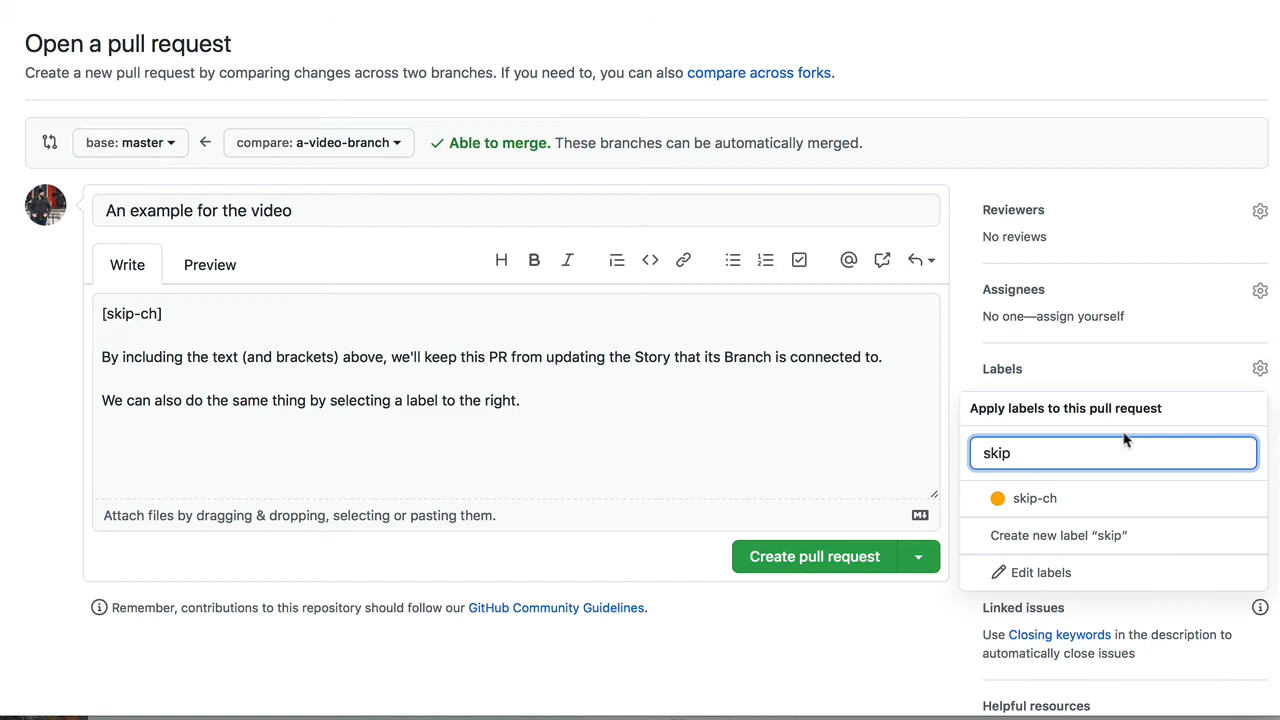 Open a pull request
Create a new pull request by comparing changes across two branches. If you need to, you can also compare across forks.
base: master
compare: a-video-branch
Able to merge. These branches can be automatically merged.
An example for the video
Write
Preview
[skip-ch]
By including the text (and brackets) above, we'll keep this PR from updating the Story that its Branch is connected to.
We can also do the same thing by selecting a label to the right.
Attach files by dragging & dropping, selecting or pasting them.
Create pull request
Remember, contributions to this repository should follow our GitHub Community Guidelines.
Reviewers
No reviews
Assignees
No one—assign yourself
Labels
Apply labels to this pull request
skip
skip-ch
Create new label “skip”
Edit labels
Linked issues
Use Closing keywords in the description to
automatically close issues
Helpful resources